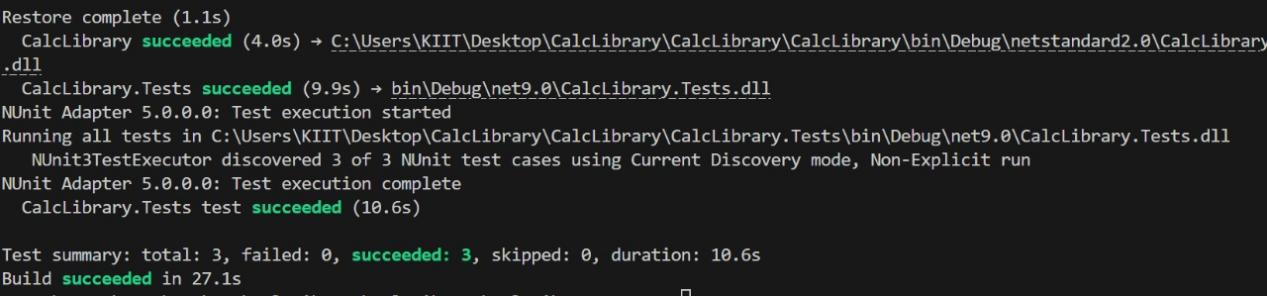 Restore complete (1.1s)
CalcLibrary succeeded (4.0s) → C:\Users\KIIT\Desktop\CalcLibrary\CalcLibrary\CalcLibrary\bin\Debug\netstandard2.0\CalcLibrary
.dll
CalcLibrary.Tests succeeded (9.9s) → bin\Debug\net9.0\CalcLibrary.Tests.dll
NUnit Adapter 5.0.0.0: Test execution started
Running all tests in C:\Users\KIIT\Desktop\CalcLibrary\CalcLibrary\CalcLibrary.Tests\bin\Debug\net9.0\CalcLibrary.Tests.dll
NUnit3TestExecutor discovered 3 of 3 NUnit test cases using Current Discovery mode, Non-Explicit run
NUnit Adapter 5.0.0.0: Test execution complete
CalcLibrary.Tests test succeeded (10.6s)
Test summary: total: 3, failed: 0, succeeded: 3, skipped: 0, duration: 10.6s
Build succeeded in 27.1s